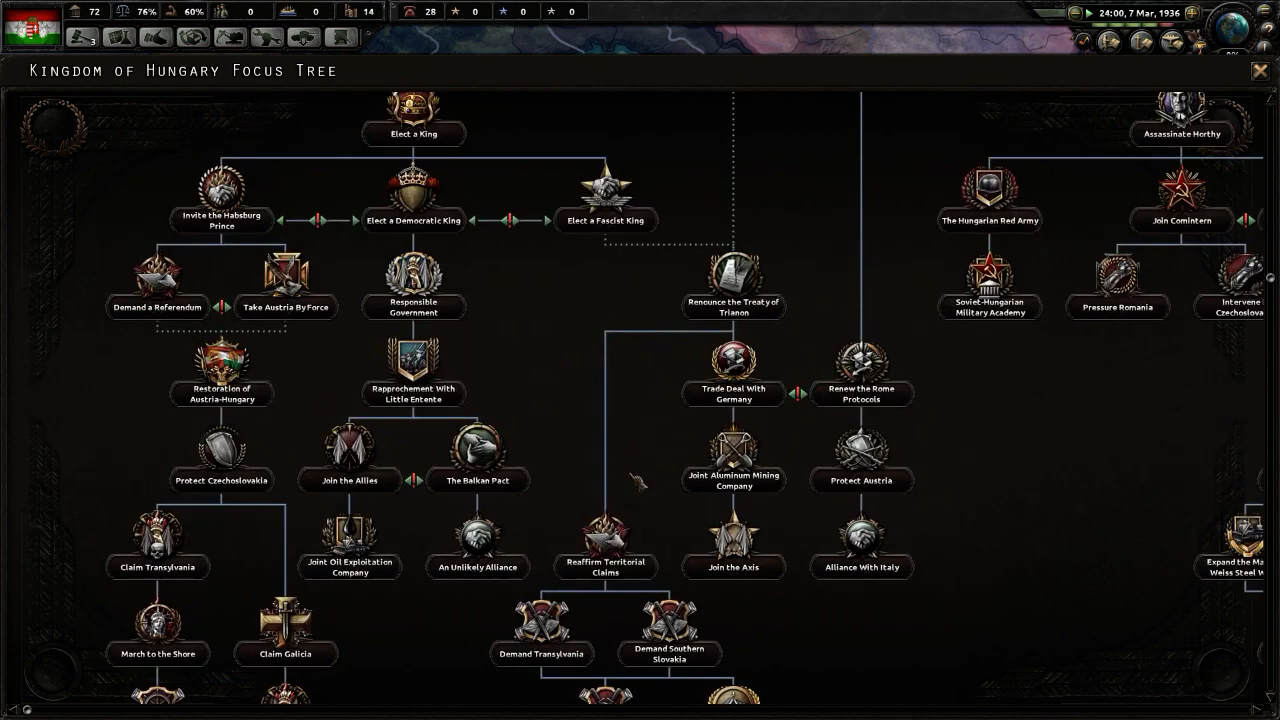 72 76% 60% 0 0 14 28 0 0 0 24:00, 7 Mar, 1936
3
Kingdom of Hungary Focus Tree
Elect a King
Assassinate Horthy
Invite the Habsburg
Prince
Elect a Democratic King
Elect a Fascist King
The Hungarian Red Army
Join Comintern
Demand a Referendum
Take Austria By Force
Responsible
Government
Renounce the Treaty of
Trianon
Soviet-Hungarian
Military Academy
Pressure Romania
Intervene
Czechoslova
Restoration of
Austria-Hungary
Rapprochement With
Little Entente
Trade Deal With
Germany
Renew the Rome
Protocols
Protect Czechoslovakia
Join the Allies
The Balkan Pact
Joint Aluminum Mining
Company
Protect Austria
Claim Transylvania
Joint Oil Exploitation
Company
An Unlikely Alliance
Reaffirm Territorial
Claims
Join the Axis
Alliance With Italy
Expand the Ma
Weiss Steel W
March to the Shore
Claim Galicia
Demand Transylvania
Demand Southern
Slovakia